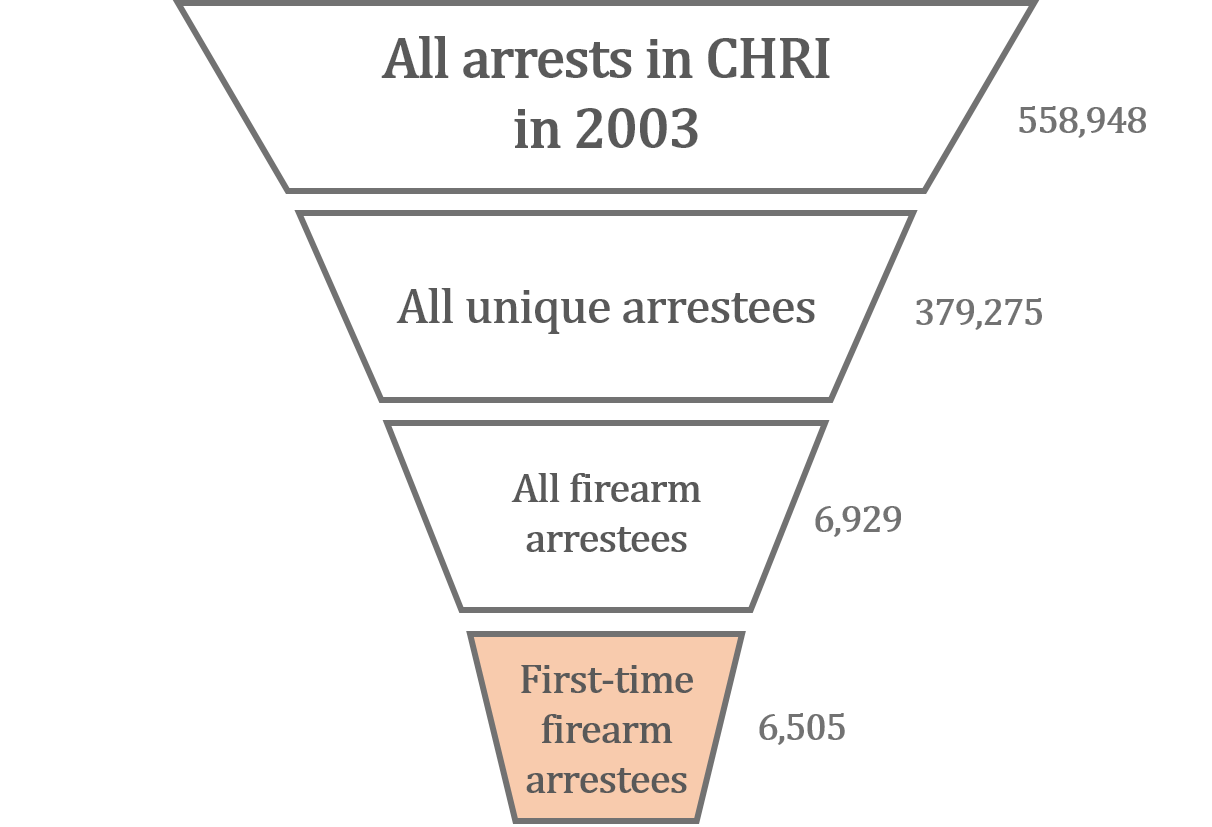 All arrests in CHRI
in 2003
558,948
All unique arrestees
379,275
All firearm
arrestees
6,929
First-time
firearm
arrestees
6,505